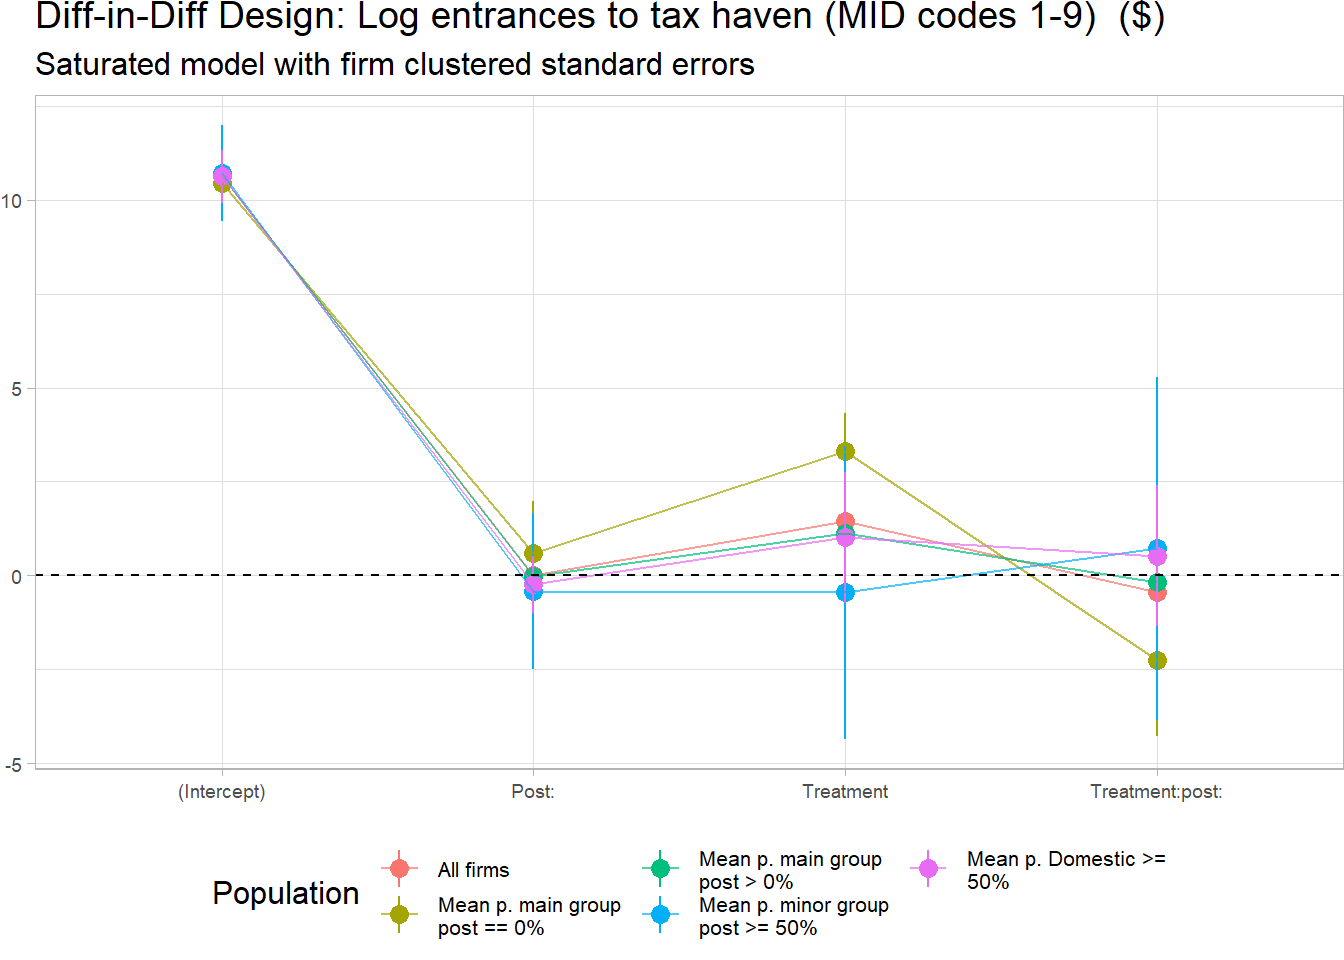 Diff-in-Diff Design: Log entrances to tax haven (MID codes 1-9)  ($)
Saturated model with firm clustered standard errors
10
5
0
-5
(Intercept)
Post:
Treatment
Treatment:post:
Population
All firms
Mean p. main group
post == 0%
Mean p. main group
post > 0%
Mean p. minor group
post >= 50%
Mean p. Domestic >=
50%